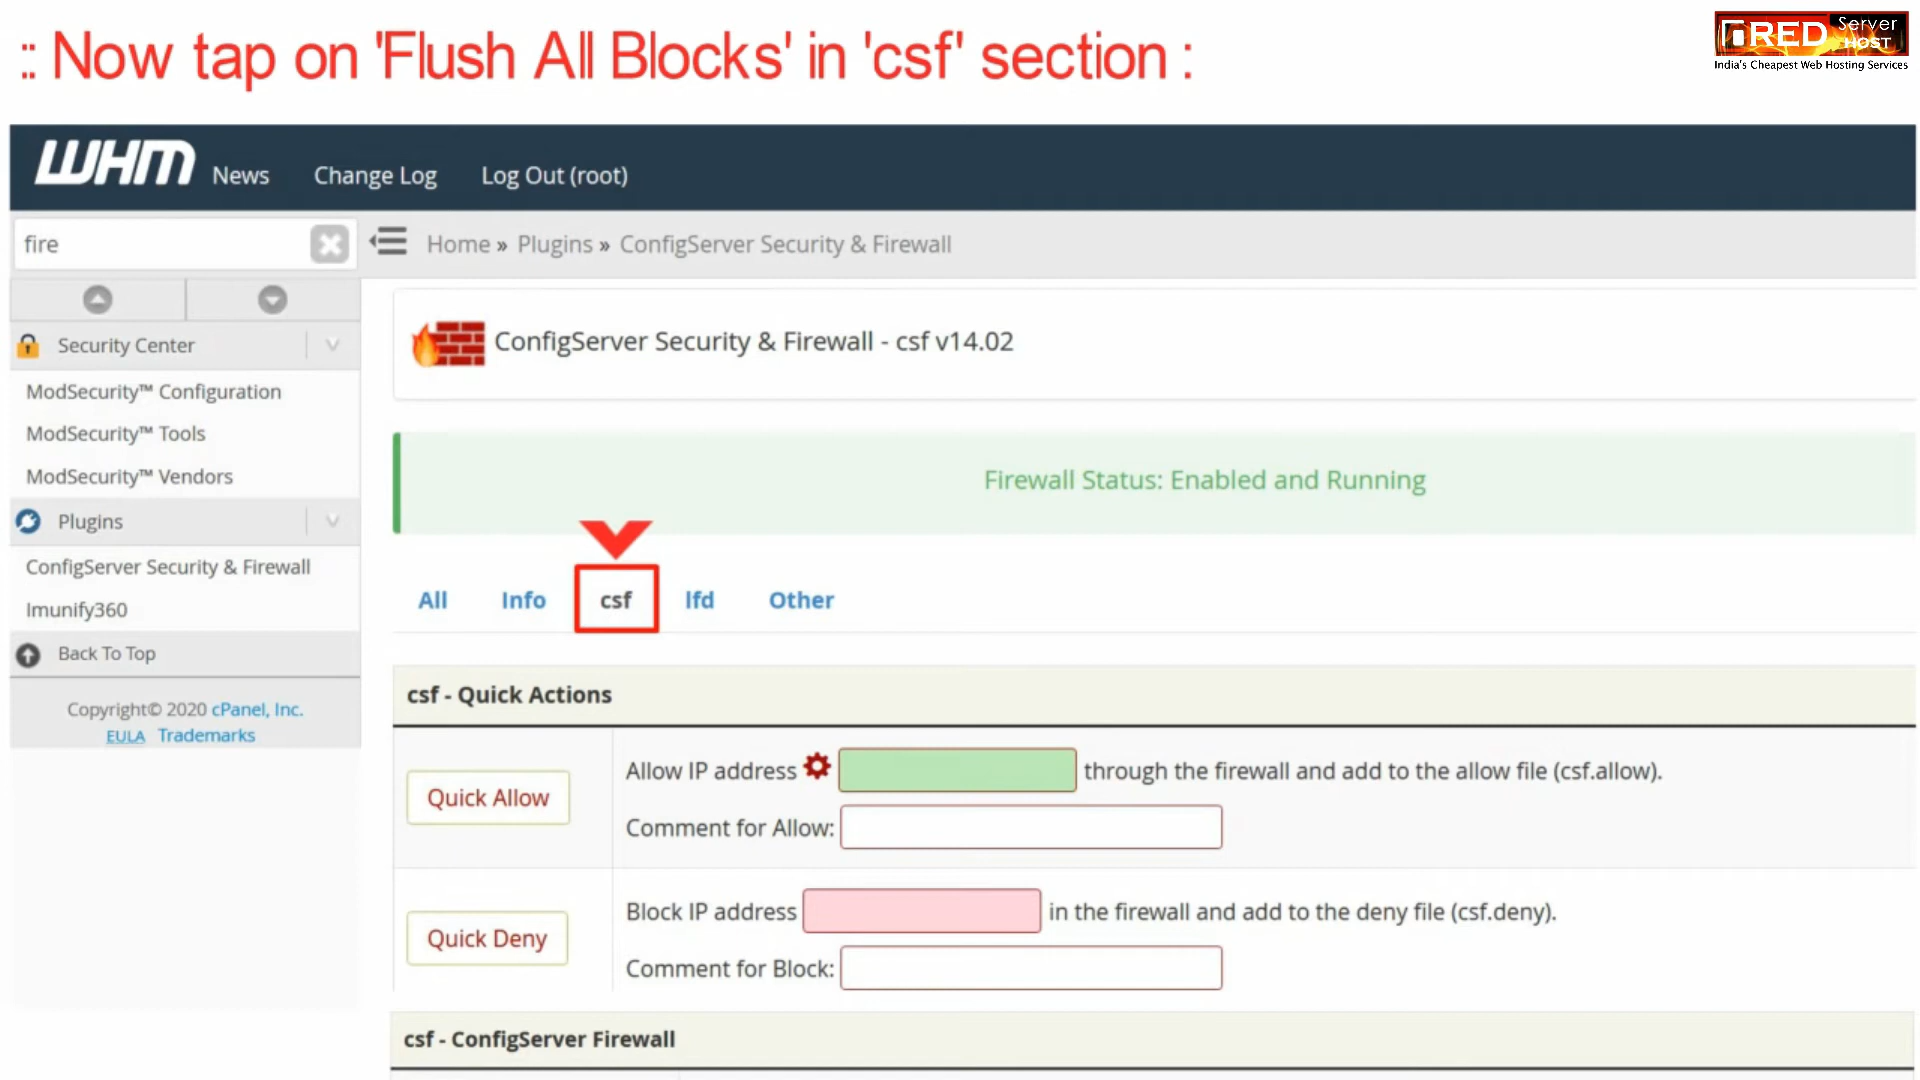 :: Now tap on 'Flush All Blocks' in 'csf' section :
RED Server
HOST
India's Cheapest Web Hosting Services
WHM News Change Log Log Out (root)
fire
Home » Plugins » ConfigServer Security & Firewall
Security Center
ModSecurity™ Configuration
ModSecurity™ Tools
ModSecurity™ Vendors
Plugins
ConfigServer Security & Firewall
Imunify360
Back To Top
Copyright© 2020 cPanel, Inc.
EULA Trademarks
ConfigServer Security & Firewall - csf v14.02
Firewall Status: Enabled and Running
All Info csf lfd Other
csf - Quick Actions
Quick Allow
Allow IP address through the firewall and add to the allow file (csf.allow).
Comment for Allow:
Quick Deny
Block IP address in the firewall and add to the deny file (csf.deny).
Comment for Block:
csf - ConfigServer Firewall